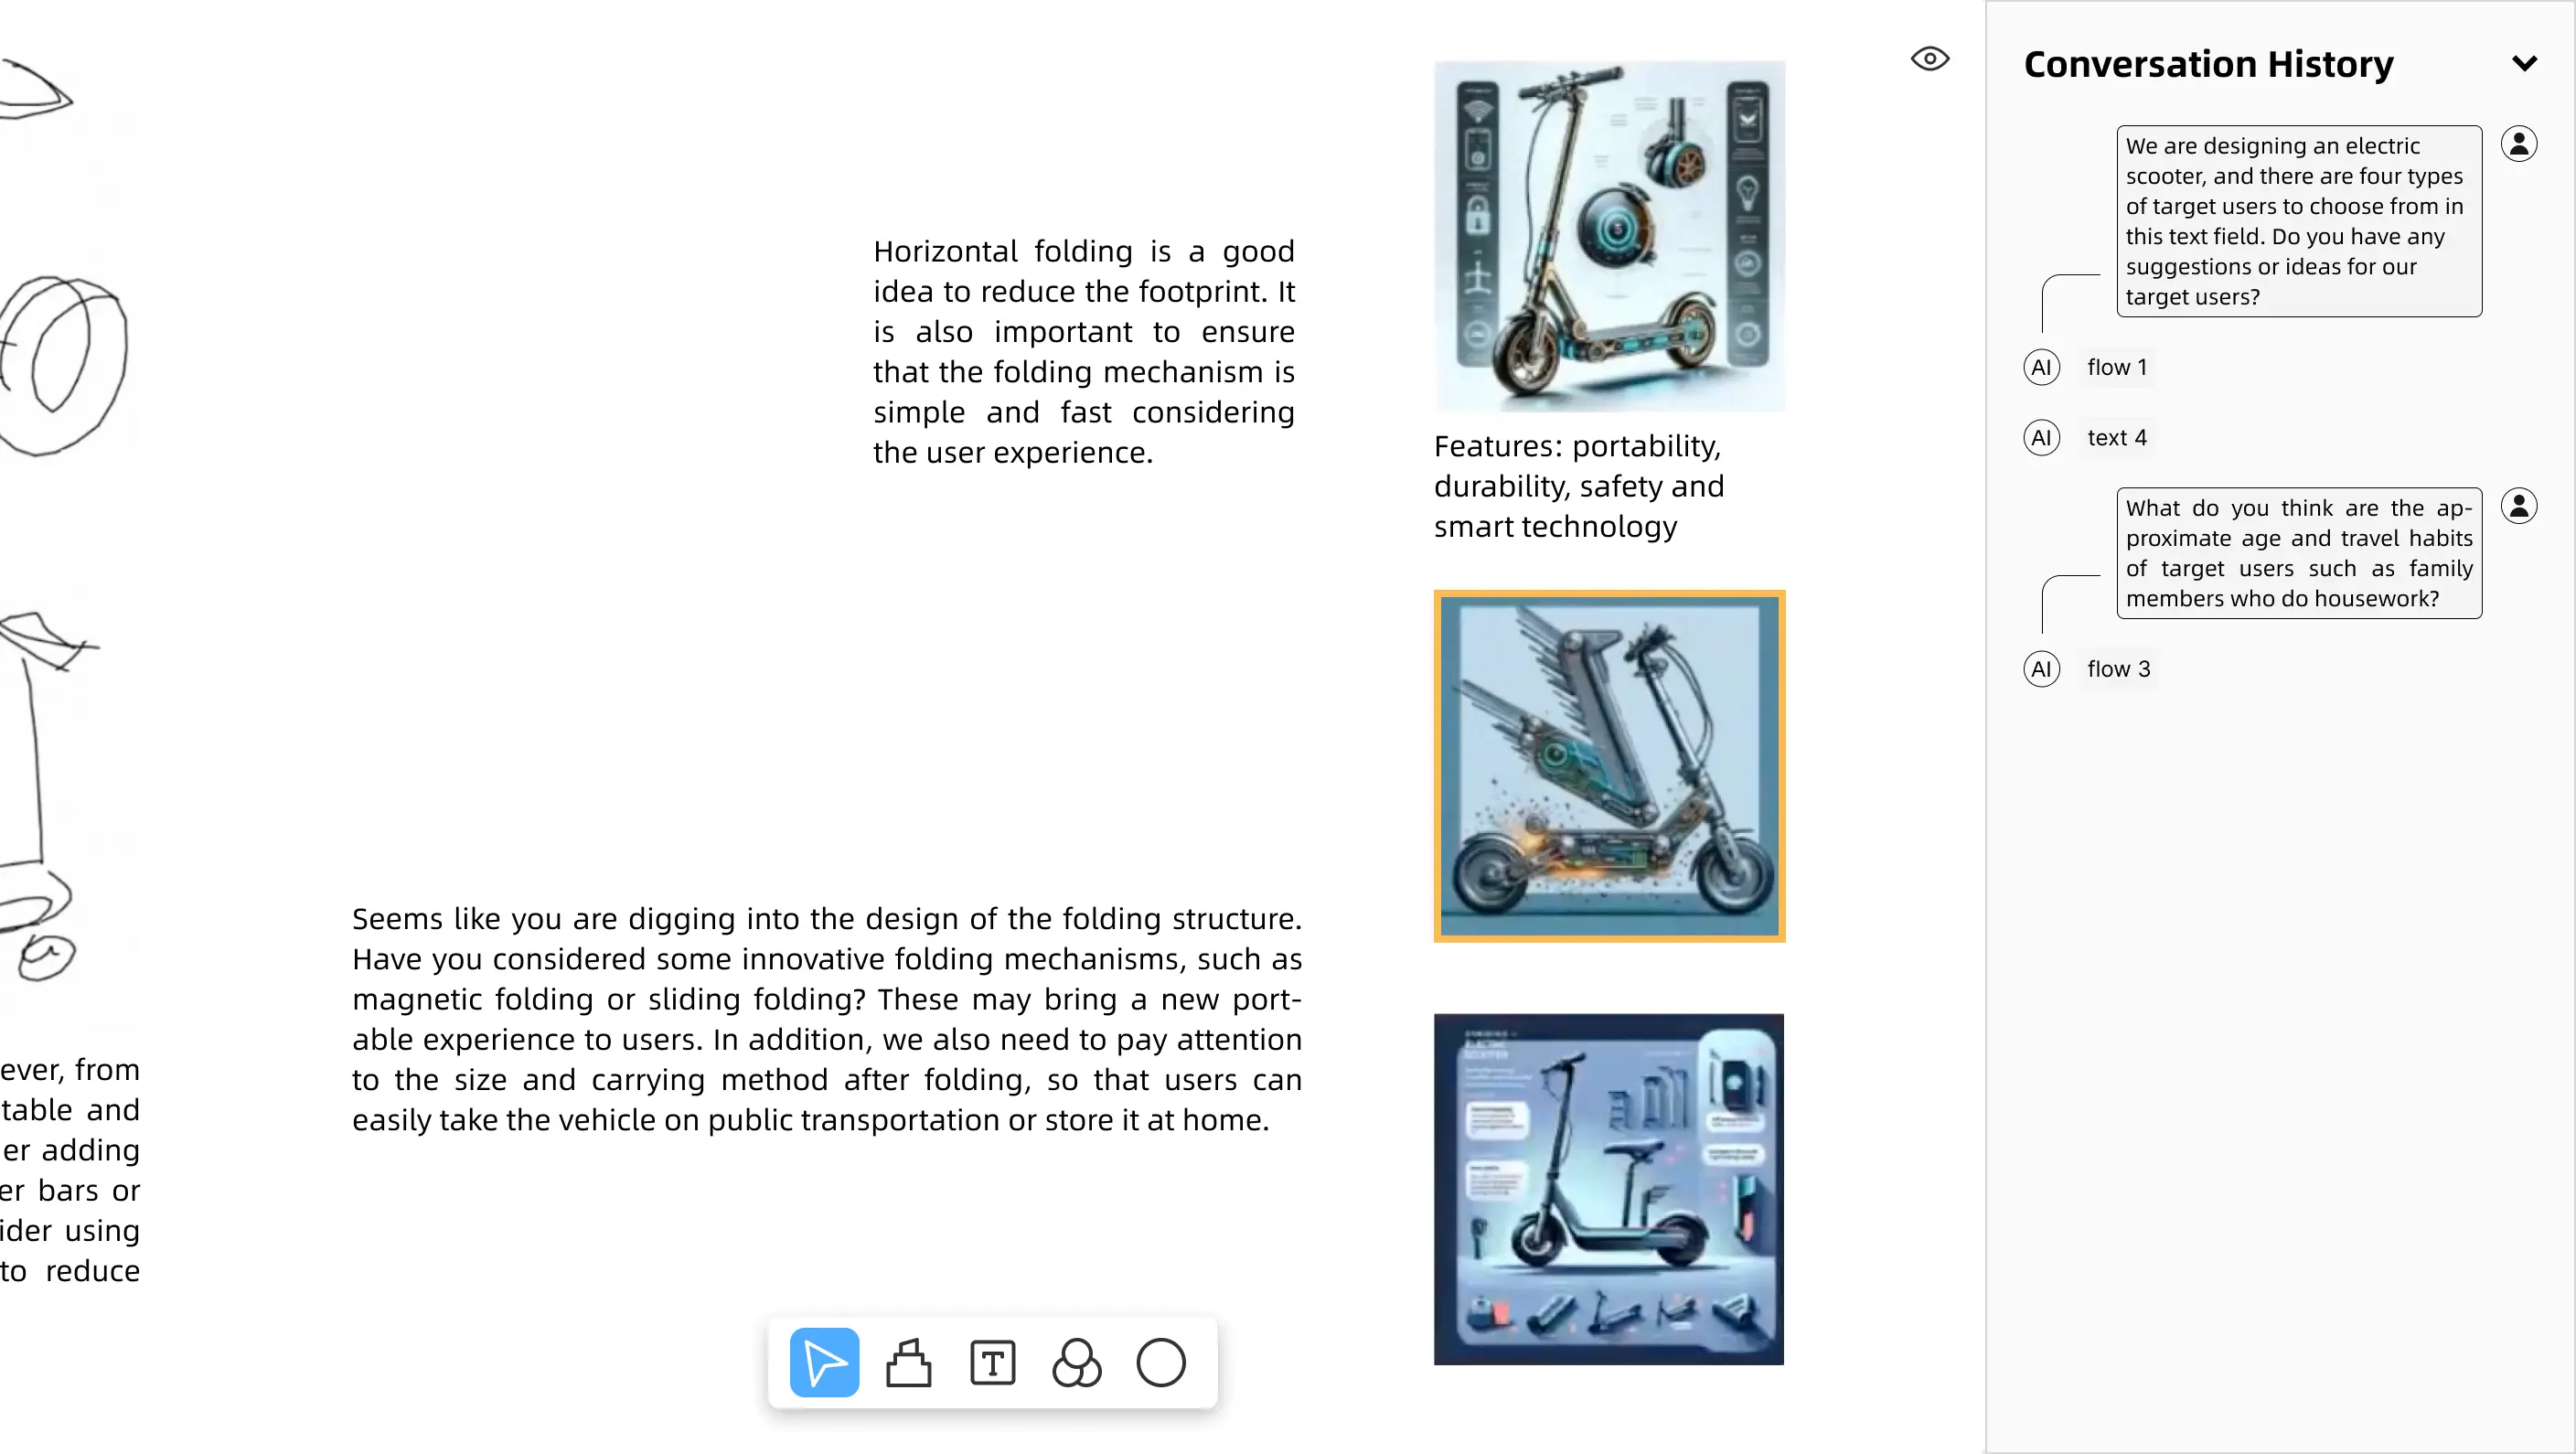 Horizontal folding is a good
idea to reduce the footprint. It
is also important to ensure
that the folding mechanism is
simple and fast considering
the user experience.
Features: portability,
durability, safety and
smart technology
Seems like you are digging into the design of the folding structure.
Have you considered some innovative folding mechanisms, such as
magnetic folding or sliding folding? These may bring a new port-
able experience to users. In addition, we also need to pay attention
to the size and carrying method after folding, so that users can
easily take the vehicle on public transportation or store it at home.
ever, from
table and
er adding
er bars or
ider using
to reduce
T
Conversation History
We are designing an electric
scooter, and there are four types
of target users to choose from in
this text field. Do you have any
suggestions or ideas for our
target users?
AI flow 1
AI text 4
What do you think are the ap-
proximate age and travel habits
of target users such as family
members who do housework?
AI flow 3